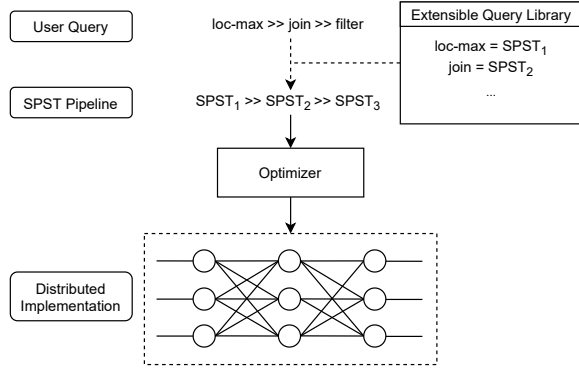 User Query
loc-max >> join >> filter
Extensible Query Library
loc-max = SPST1
join = SPST2
...
SPST Pipeline
SPST1 >> SPST2 >> SPST3
Optimizer
Distributed
Implementation